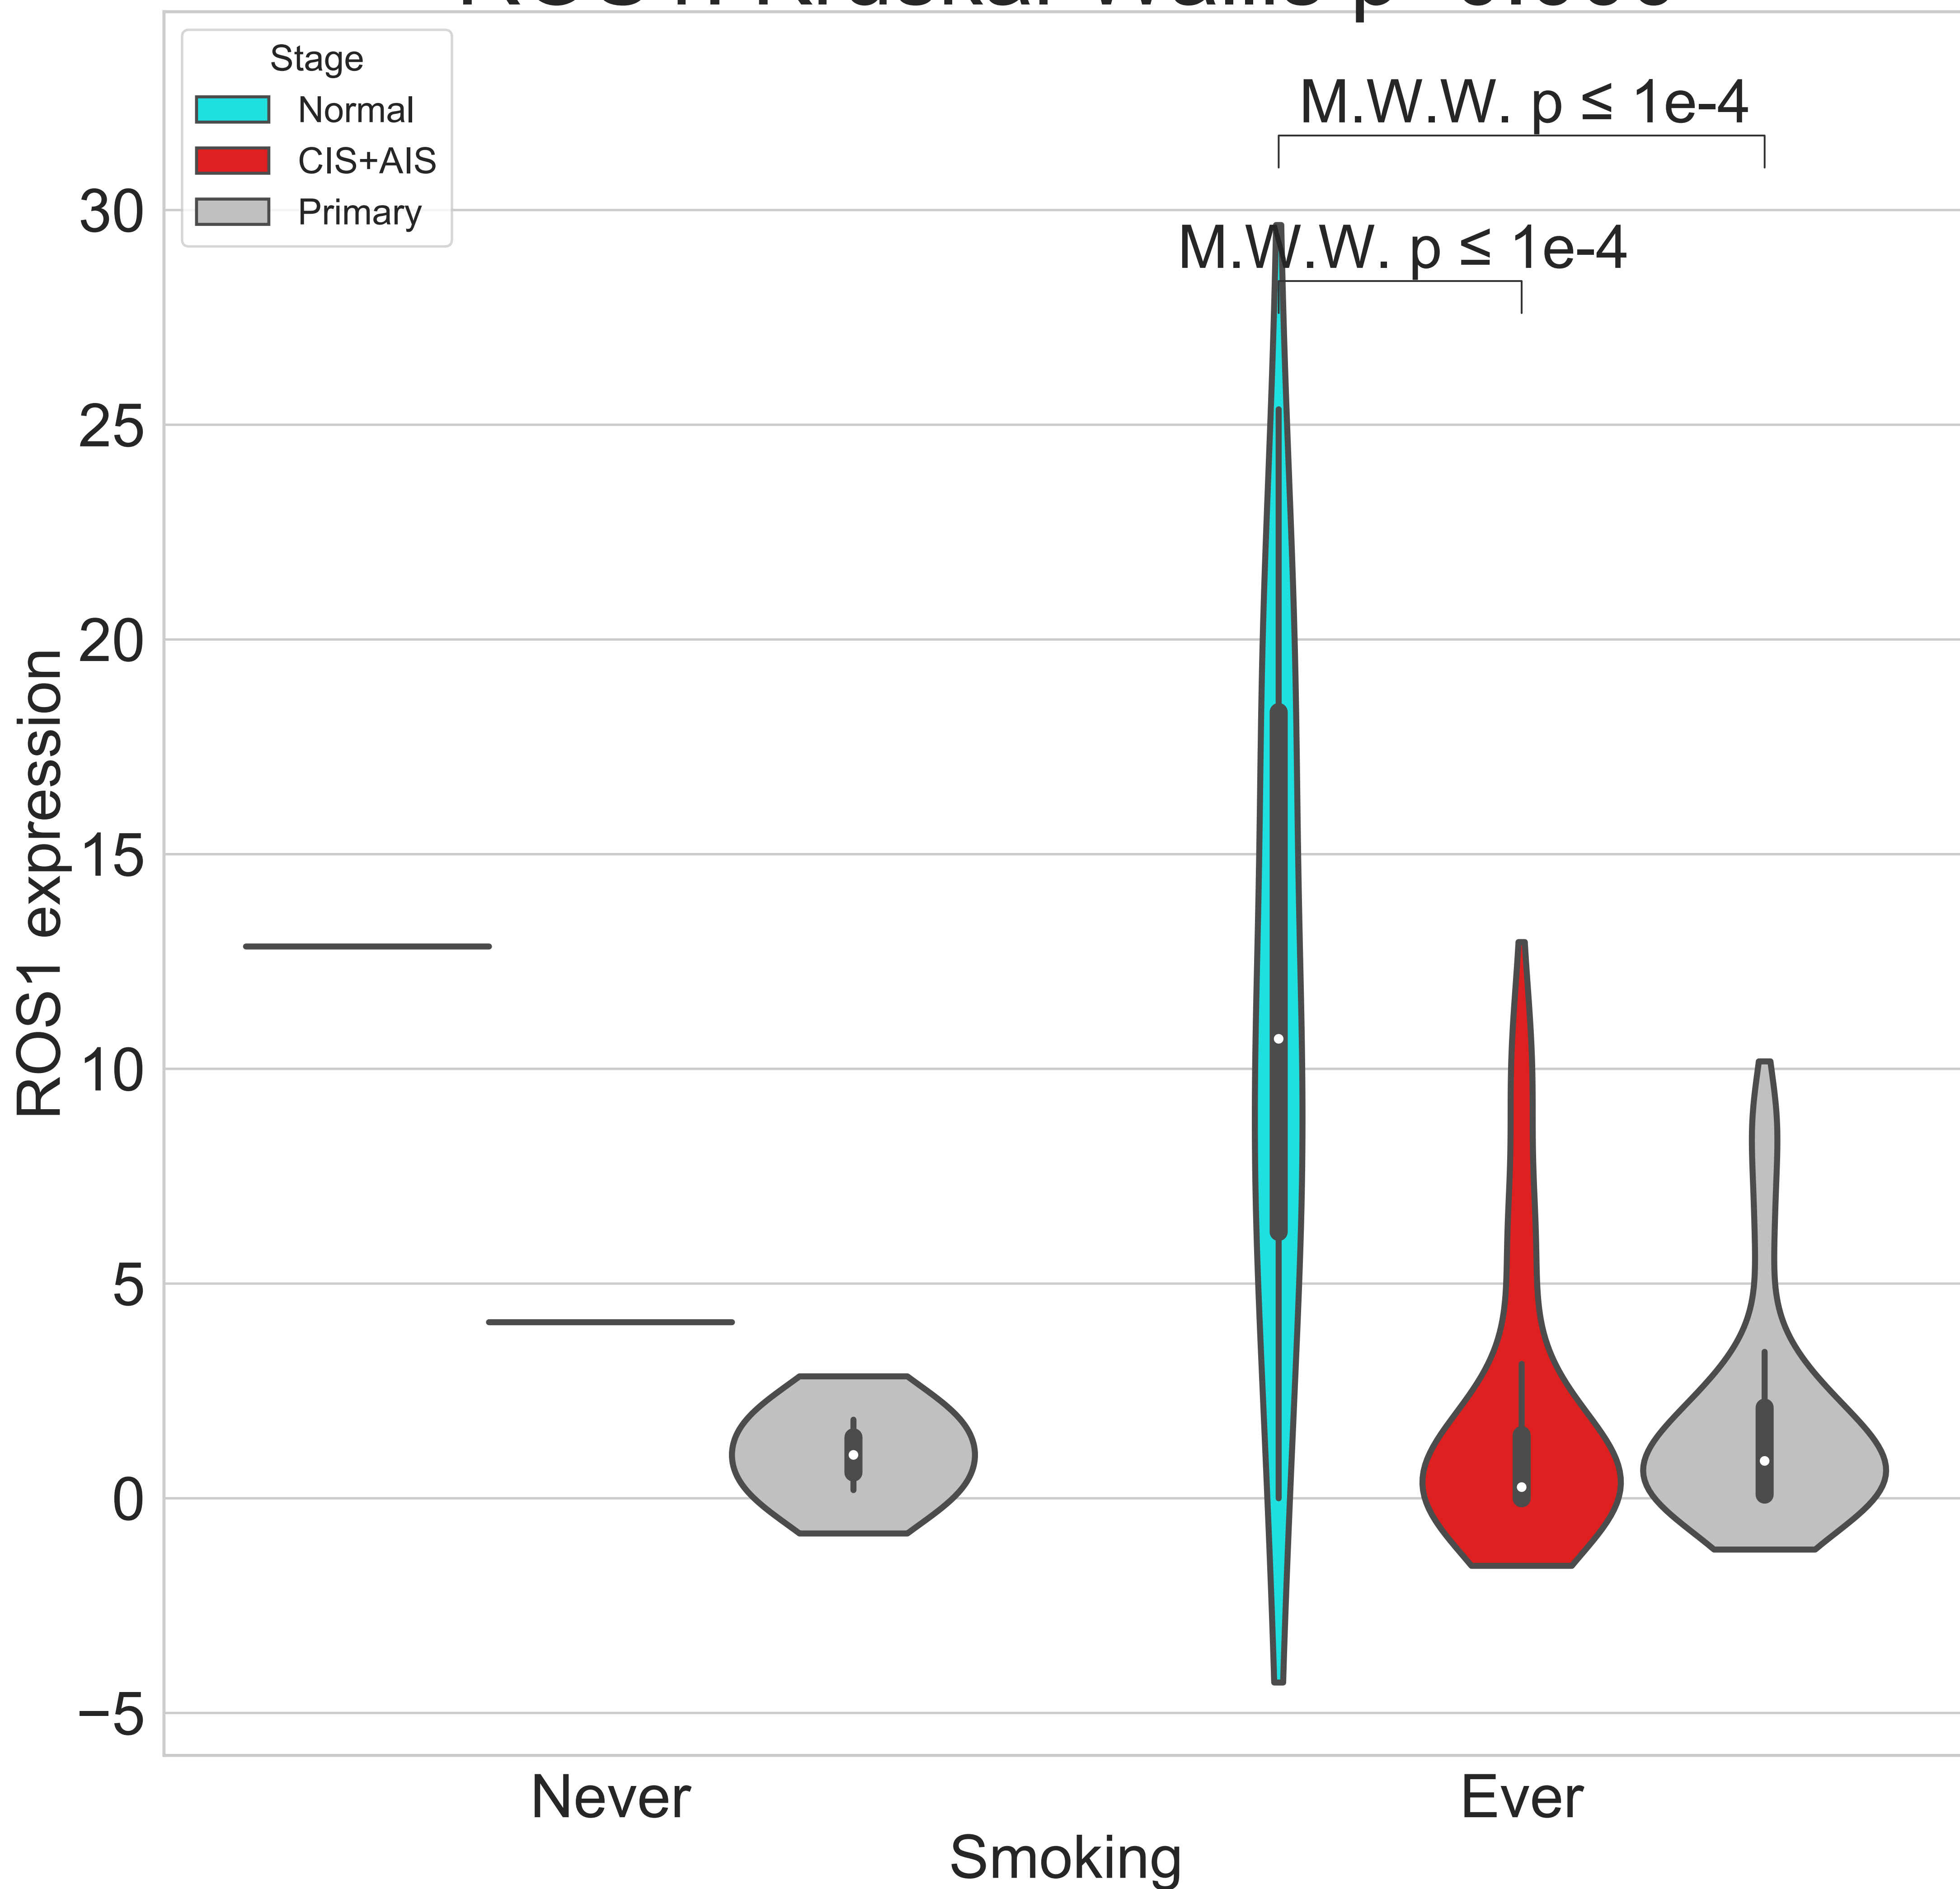 Stage
Normal
CIS+AIS
Primary
M.W.W. p ≤ 1e-4
M.W.W. p ≤ 1e-4
30
25
20
15
10
5
0
−5
ROS1 expression
Never
Ever
Smoking